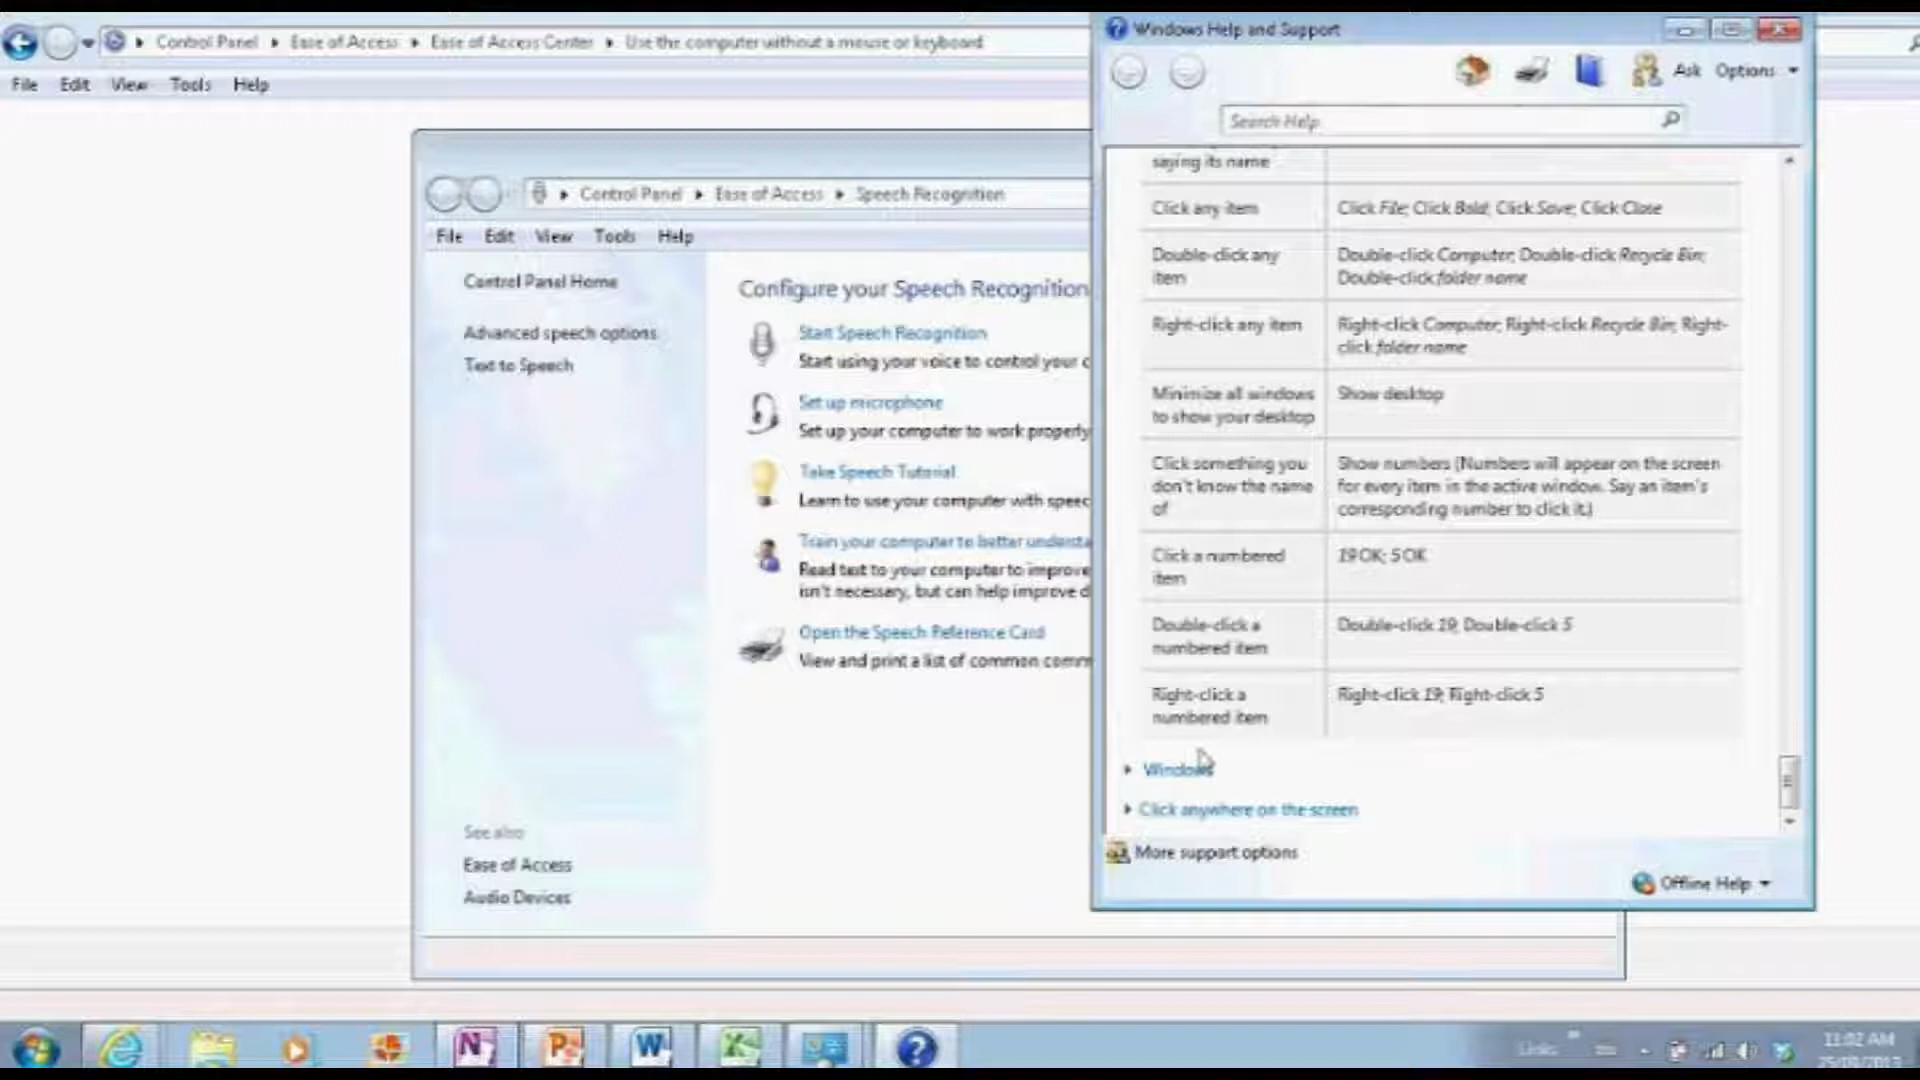 Control Panel Ease of Access Ease of Access Center Use the computer without a mouse or keyboard
File Edit View Tools Help
Control Panel Ease of Access Speech Recognition
File Edit View Tools Help
Control Panel Home
Advanced speech options
Text to Speech
See also
Ease of Access
Audio Devices
Configure your Speech Recognition
Start Speech Recognition
Start using your voice to control your c
Set up microphone
Set up your computer to work properly
Take Speech Tutorial
Learn to use your computer with speec
Train your computer to better understa
Read text to your computer to improve
isn't necessary, but can help improve d
Open the Speech Reference Card
View and print a list of common comm
Windows Help and Support
Ask Options
Search Help
saying its name
Click any item
Click File; Click Bold; Click Save; Click Close
Double-click any
item
Double-click Computer; Double-click Recycle Bin;
Double-click folder name
Right-click any item
Right-click Computer; Right-click Recycle Bin; Right-
click folder name
Minimize all windows
to show your desktop
Show desktop
Click something you
don't know the name
of
Show numbers (Numbers will appear on the screen
for every item in the active window. Say an item's
corresponding number to click it.)
Click a numbered
item
19 OK; 5 OK
Double-click a
numbered item
Double-click 19; Double-click 5
Right-click a
numbered item
Right-click 19; Right-click 5
Windows
Click anywhere on the screen
More support options
Offline Help
11:02 AM